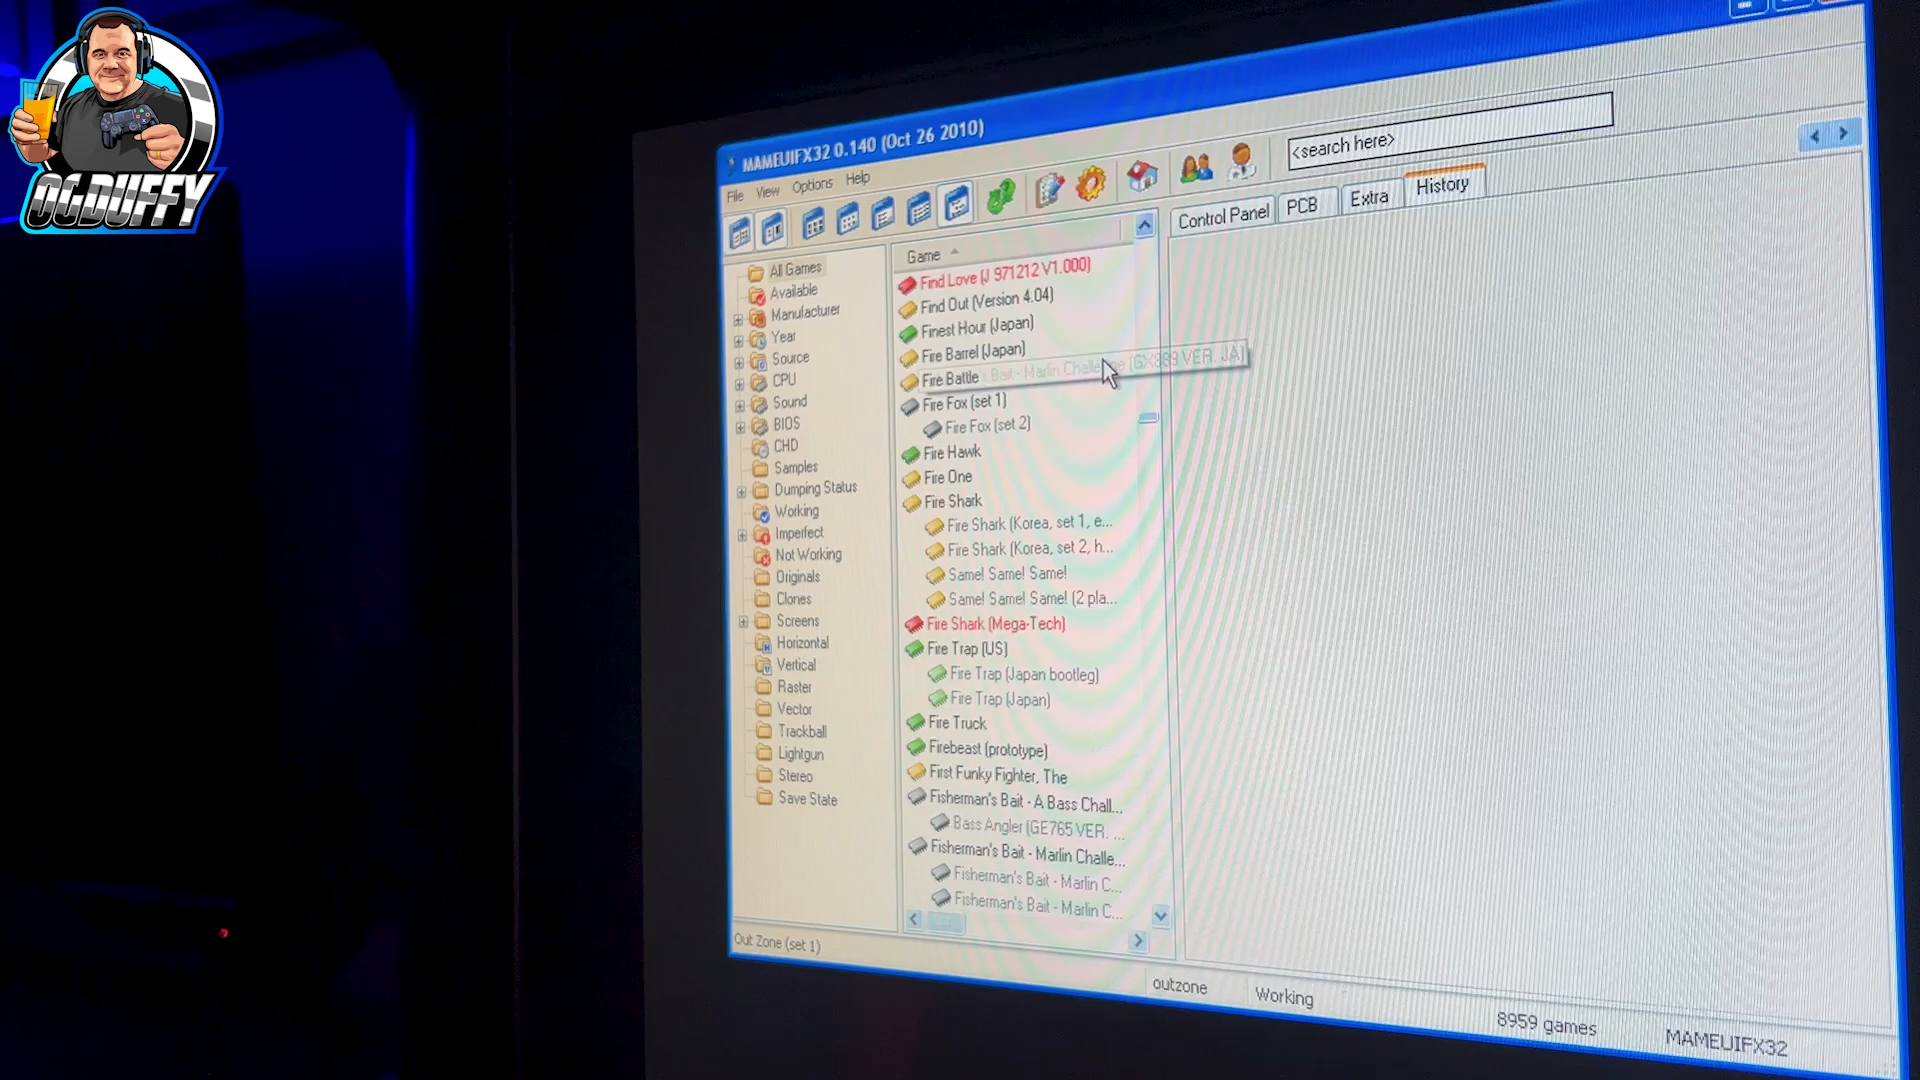 OGDUFFY
MAMEUIFX32 0.140 (Oct 26 2010)
File View Options Help
<search here>
Control Panel PCB Extra History
All Games
Available
Manufacturer
Year
Source
CPU
Sound
BIOS
CHD
Samples
Dumping Status
Working
Imperfect
Not Working
Originals
Clones
Screens
Horizontal
Vertical
Raster
Vector
Trackball
Lightgun
Stereo
Save State
Game
Find Love (J 971212 V1.000)
Find Out (Version 4.04)
Finest Hour (Japan)
Fire Barrel (Japan)
Fire Battle
Bait - Marlin Challenge (GX889 VER. JA)
Fire Fox (set 1)
Fire Fox (set 2)
Fire Hawk
Fire One
Fire Shark
Fire Shark (Korea, set 1, e...
Fire Shark (Korea, set 2, h...
Same! Same! Same!
Same! Same! Same! (2 pla...
Fire Shark (Mega-Tech)
Fire Trap (US)
Fire Trap (Japan bootleg)
Fire Trap (Japan)
Fire Truck
Firebeast (prototype)
First Funky Fighter, The
Fisherman's Bait - A Bass Chall...
Bass Angler (GE765 VER. ...
Fisherman's Bait - Marlin Challe...
Fisherman's Bait - Marlin C...
Fisherman's Bait - Marlin C...
Out Zone (set 1)
outzone
Working
8959 games
MAMEUIFX32